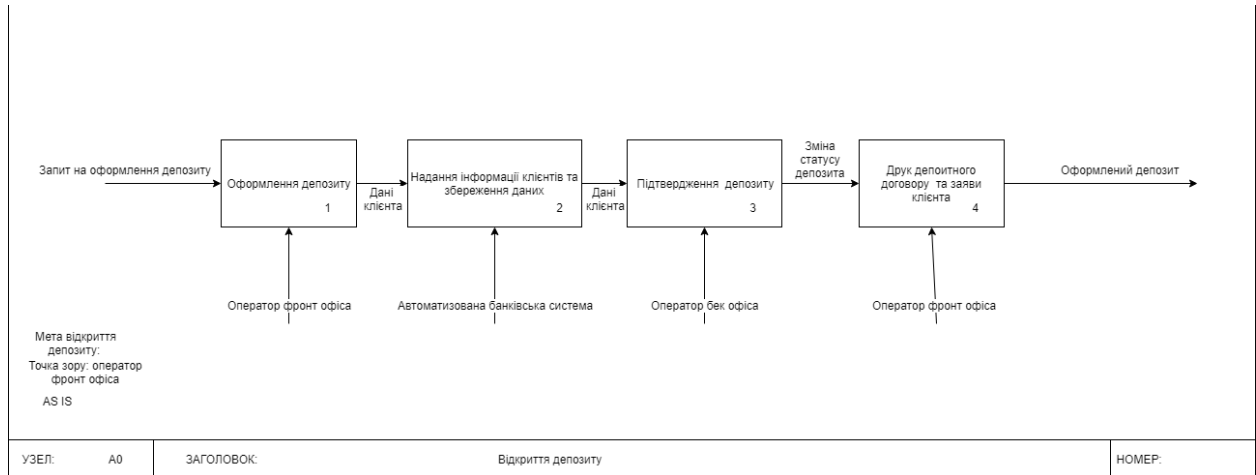 Запит на оформлення депозиту
Оформлення депозиту
1
Дані
клієнта
Надання інформації клієнтів та
збереження даних
2
Дані
клієнта
Підтвердження депозиту
3
Зміна
статусу
депозита
Друк депоитного
договору та заяви
клієнта
4
Оформлений депозит
Оператор фронт офіса
Автоматизована банківська система
Оператор бек офіса
Оператор фронт офіса
Мета відкриття
депозиту:
Точка зору: оператор
фронт офіса
AS IS
УЗЕЛ: A0
ЗАГОЛОВОК: Відкриття депозиту
НОМЕР: